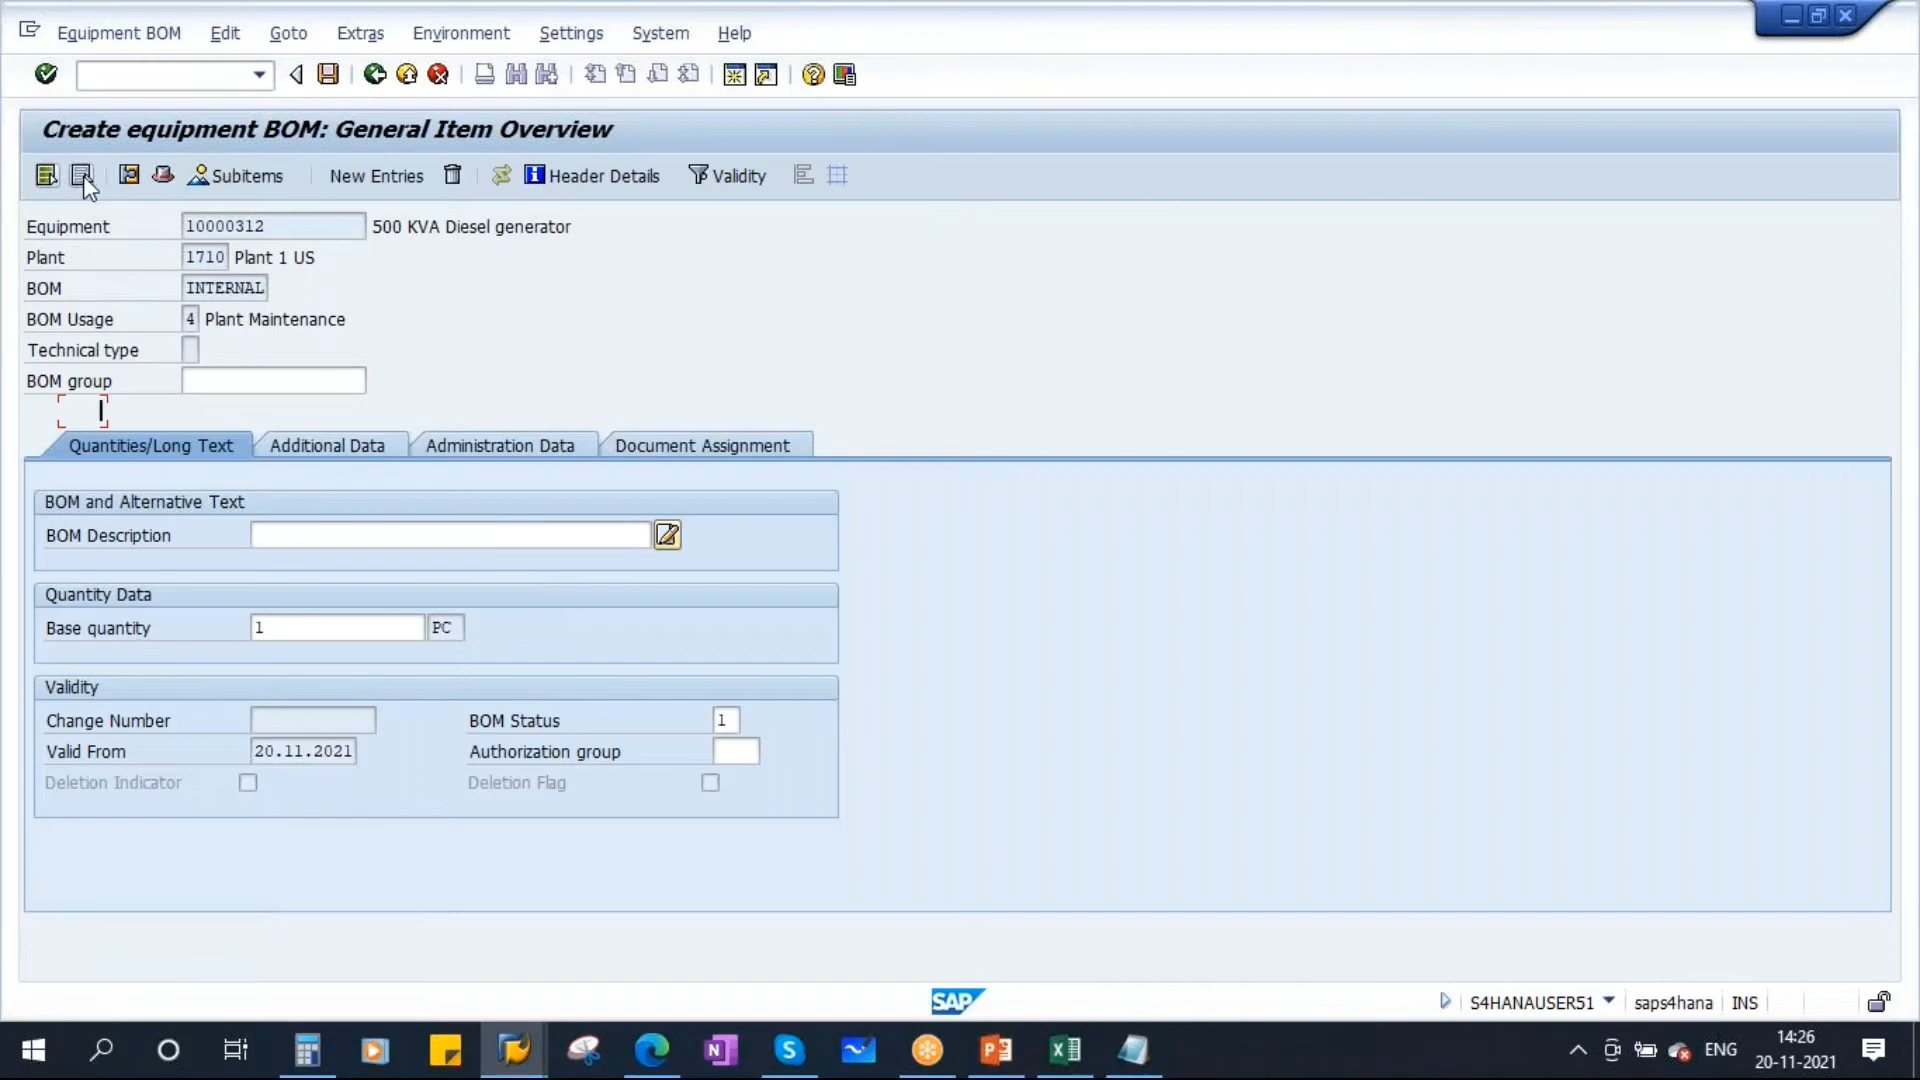 Equipment BOM Edit Goto Extras Environment Settings System Help
Create equipment BOM: General Item Overview
Subitems New Entries Header Details Validity
Equipment 10000312 500 KVA Diesel generator
Plant 1710 Plant 1 US
BOM INTERNAL
BOM Usage 4 Plant Maintenance
Technical type
BOM group
Quantities/Long Text Additional Data Administration Data Document Assignment
BOM and Alternative Text
BOM Description
Quantity Data
Base quantity 1 PC
Validity
Change Number BOM Status 1
Valid From 20.11.2021 Authorization group
Deletion Indicator Deletion Flag
SAP S4HANAUSER51 saps4hana INS
ENG 14:26
20-11-2021